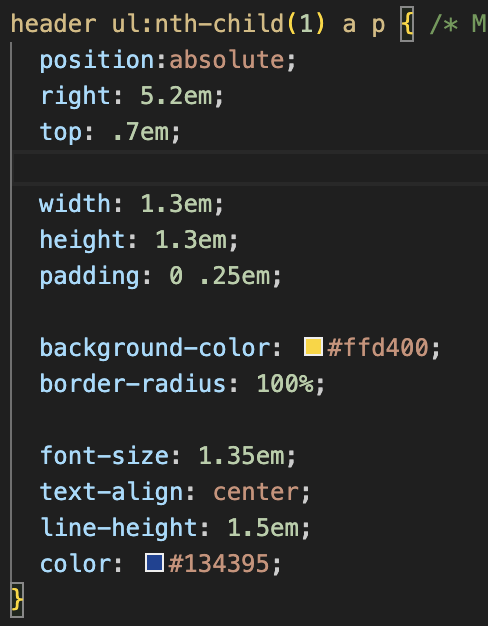 header ul:nth-child(1) a p { /* M
position:absolute;
right: 5.2em;
top: .7em;
width: 1.3em;
height: 1.3em;
padding: 0 .25em;
background-color: #ffd400;
border-radius: 100%;
font-size: 1.35em;
text-align: center;
line-height: 1.5em;
color: #134395;
}